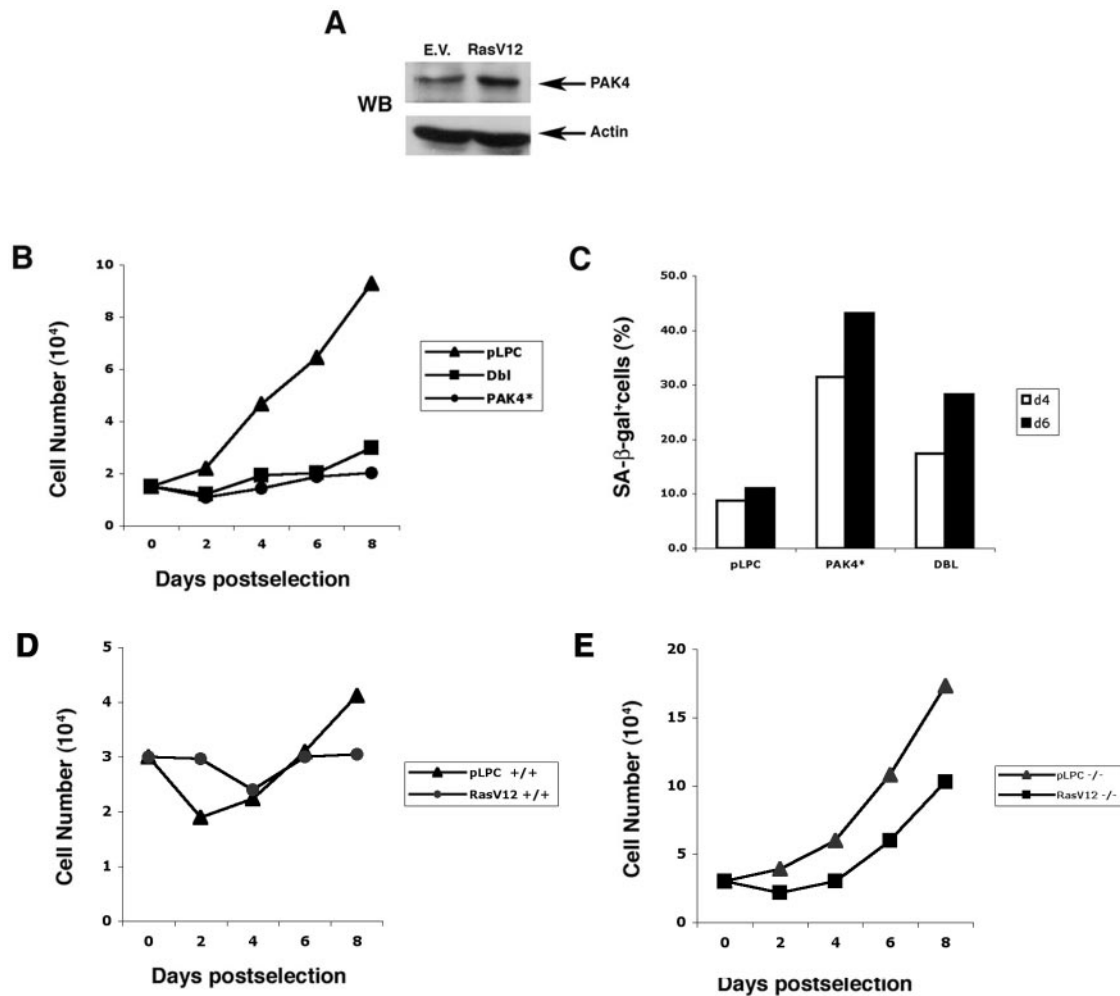 A
E.V. RasV12
WB
PAK4
Actin
B
Cell Number (10⁴)
10
8
6
4
2
0
0 2 4 6 8
Days postselection
pLPC
Dbl
PAK4*
C
SA-β-gal⁺cells (%)
50.0
40.0
30.0
20.0
10.0
0.0
pLPC PAK4* DBL
d4
d6
D
Cell Number (10⁴)
5
4
3
2
1
0
0 2 4 6 8
Days postselection
pLPC +/+
RasV12 +/+
E
Cell Number (10⁴)
20
15
10
5
0
0 2 4 6 8
Days postselection
pLPC -/-
RasV12 -/-